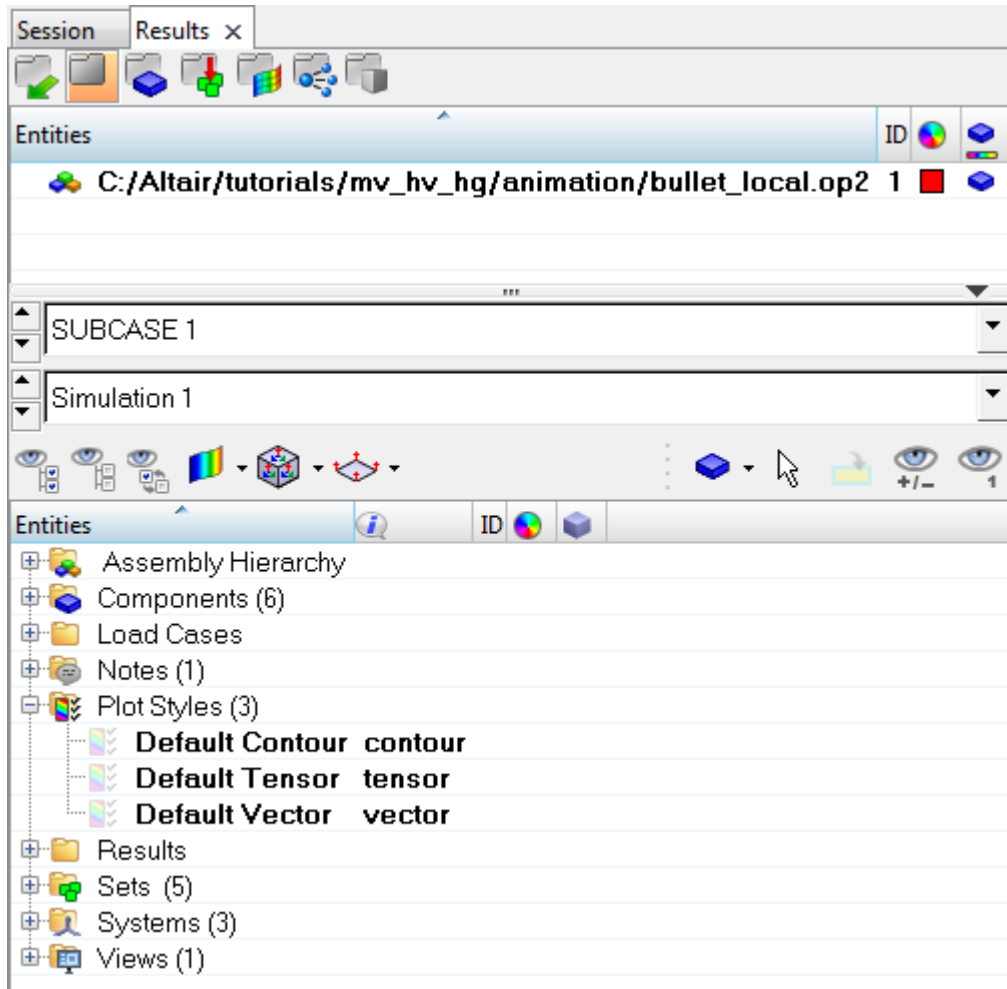 Session Results ×
Entities ID
C:/Altair/tutorials/mv_hv_hg/animation/bullet_local.op2 1
SUBCASE 1
Simulation 1
+/- 1
Entities i ID
Assembly Hierarchy
Components (6)
Load Cases
Notes (1)
Plot Styles (3)
Default Contour contour
Default Tensor tensor
Default Vector vector
Results
Sets (5)
Systems (3)
Views (1)